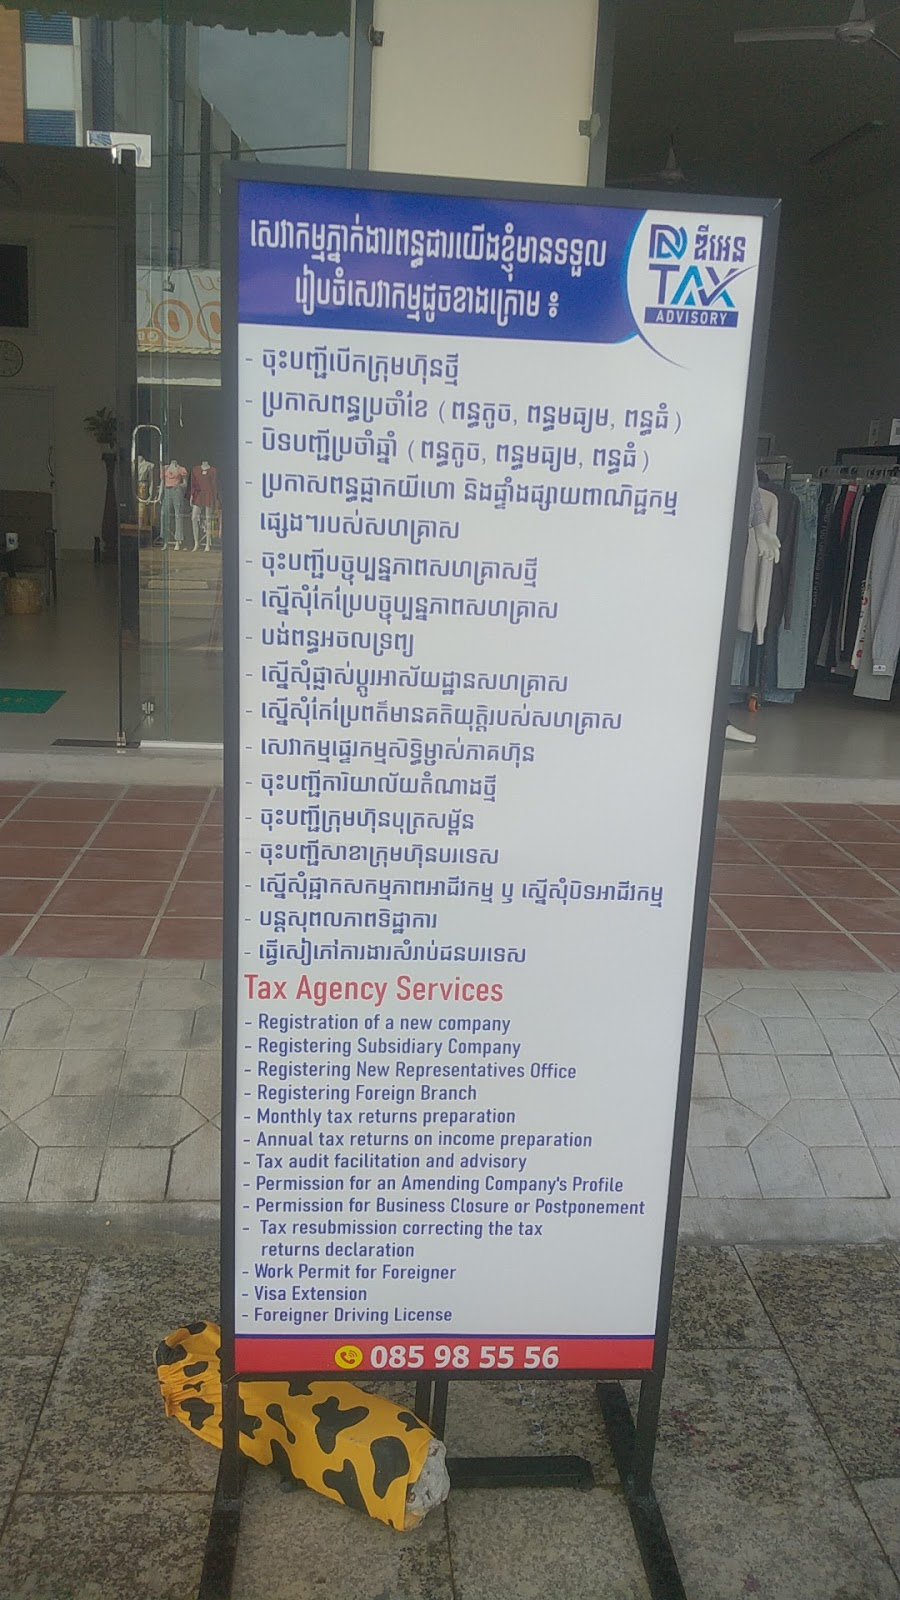 សេវាកម្មភ្នាក់ងារពន្ធដារយើងខ្ញុំមានទទួល
រៀបចំសេវាកម្មដូចខាងក្រោម ៖
ឌីអេន
TAX
ADVISORY
- ចុះបញ្ជីបើកក្រុមហ៊ុនថ្មី
- ប្រកាសពន្ធប្រចាំខែ (ពន្ធតូច, ពន្ធមធ្យម, ពន្ធធំ)
- បិទបញ្ជីប្រចាំឆ្នាំ (ពន្ធតូច, ពន្ធមធ្យម, ពន្ធធំ)
- ប្រកាសពន្ធផ្លាកយីហោ និងផ្ទាំងផ្សាយពាណិជ្ជកម្ម
ផ្សេងៗរបស់សហគ្រាស
- ចុះបញ្ជីបច្ចុប្បន្នភាពសហគ្រាសថ្មី
- ស្នើសុំកែប្រែបច្ចុប្បន្នភាពសហគ្រាស
- បង់ពន្ធអចលទ្រព្យ
- ស្នើសុំផ្លាស់ប្តូរអាស័យដ្ឋានសហគ្រាស
- ស្នើសុំកែប្រែពត៌មានគតិយុត្តិរបស់សហគ្រាស
- សេវាកម្មផ្ទេរកម្មសិទ្ធិម្ចាស់ភាគហ៊ុន
- ចុះបញ្ជីការិយាល័យតំណាងថ្មី
- ចុះបញ្ជីក្រុមហ៊ុនបុត្រសម្ព័ន
- ចុះបញ្ជីសាខាក្រុមហ៊ុនបរទេស
- ស្នើសុំផ្អាកសកម្មភាពអាជីវកម្ម ឫ ស្នើសុំបិទអាជីវកម្ម
- បន្តសុពលភាពទិដ្ឋាការ
- ធ្វើសៀភៅការងារសំរាប់ជនបរទេស
Tax Agency Services
- Registration of a new company
- Registering Subsidiary Company
- Registering New Representatives Office
- Registering Foreign Branch
- Monthly tax returns preparation
- Annual tax returns on income preparation
- Tax audit facilitation and advisory
- Permission for an Amending Company's Profile
- Permission for Business Closure or Postponement
- Tax resubmission correcting the tax
returns declaration
- Work Permit for Foreigner
- Visa Extension
- Foreigner Driving License
085 98 55 56